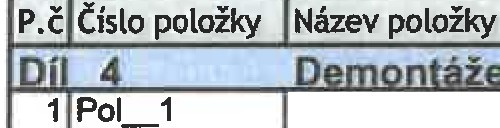 P.č Číslo položky Název položky
Díl 4 Demontáže
1 Pol__1